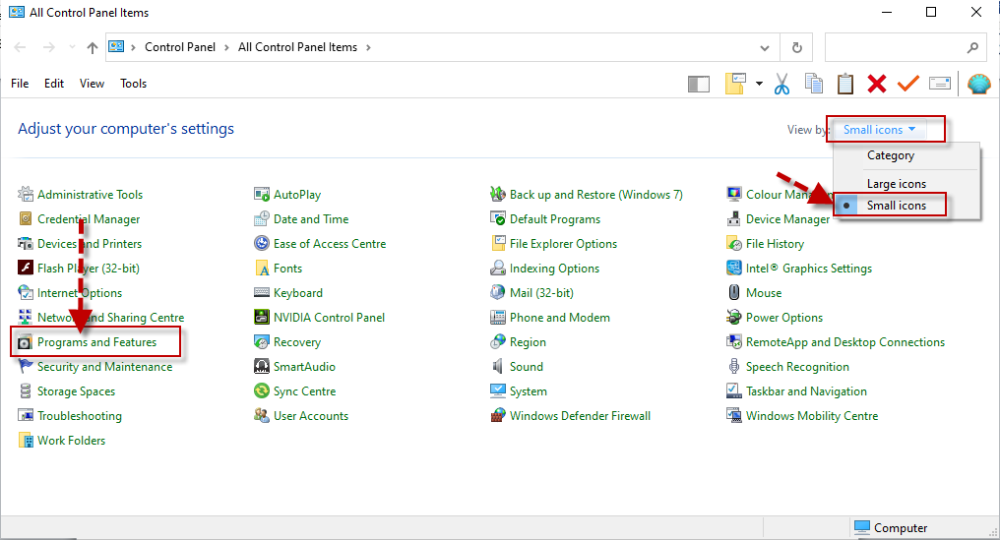 All Control Panel Items
Control Panel > All Control Panel Items >
File Edit View Tools
Adjust your computer's settings
View by: Small icons
Category
Large icons
Small icons
Administrative Tools
AutoPlay
Back up and Restore (Windows 7)
Credential Manager
Date and Time
Default Programs
Device Manager
Devices and Printers
Ease of Access Centre
File Explorer Options
File History
Flash Player (32-bit)
Fonts
Indexing Options
Intel® Graphics Settings
Internet Options
Keyboard
Mail (32-bit)
Mouse
Network and Sharing Centre
NVIDIA Control Panel
Phone and Modem
Power Options
Programs and Features
Recovery
Region
RemoteApp and Desktop Connections
Security and Maintenance
SmartAudio
Sound
Speech Recognition
Storage Spaces
Sync Centre
System
Taskbar and Navigation
Troubleshooting
User Accounts
Windows Defender Firewall
Windows Mobility Centre
Work Folders
Computer